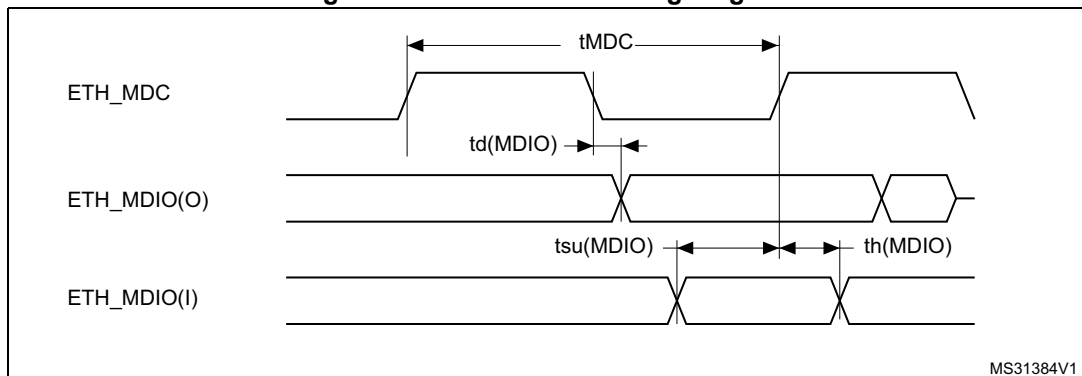 tMDC
ETH_MDC
td(MDIO)
ETH_MDIO(O)
tsu(MDIO) th(MDIO)
ETH_MDIO(I)
MS31384V1